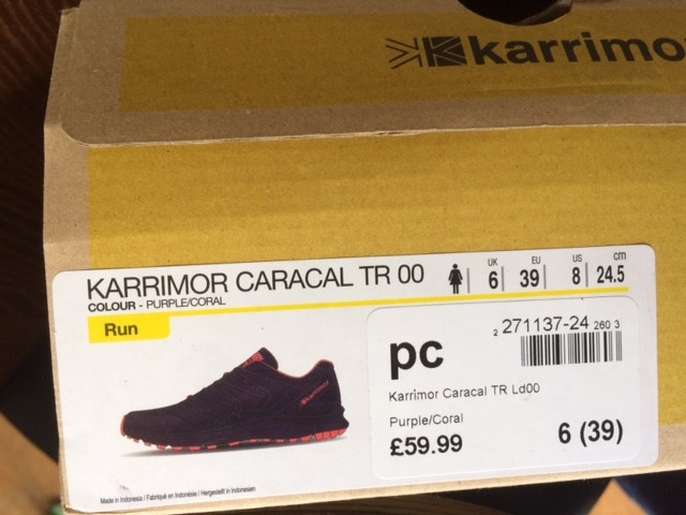 karrimo
KARRIMOR CARACAL TR 00
COLOUR - PURPLE/CORAL
Run
UK EU US cm
6 39 8 24.5
karrimor
2 271137-24 260 3
pc
Karrimor Caracal TR Ld00
Purple/Coral
£59.99 6 (39)
Made in Indonesia / Fabriqué en Indonésie / Hergestellt in Indonesien